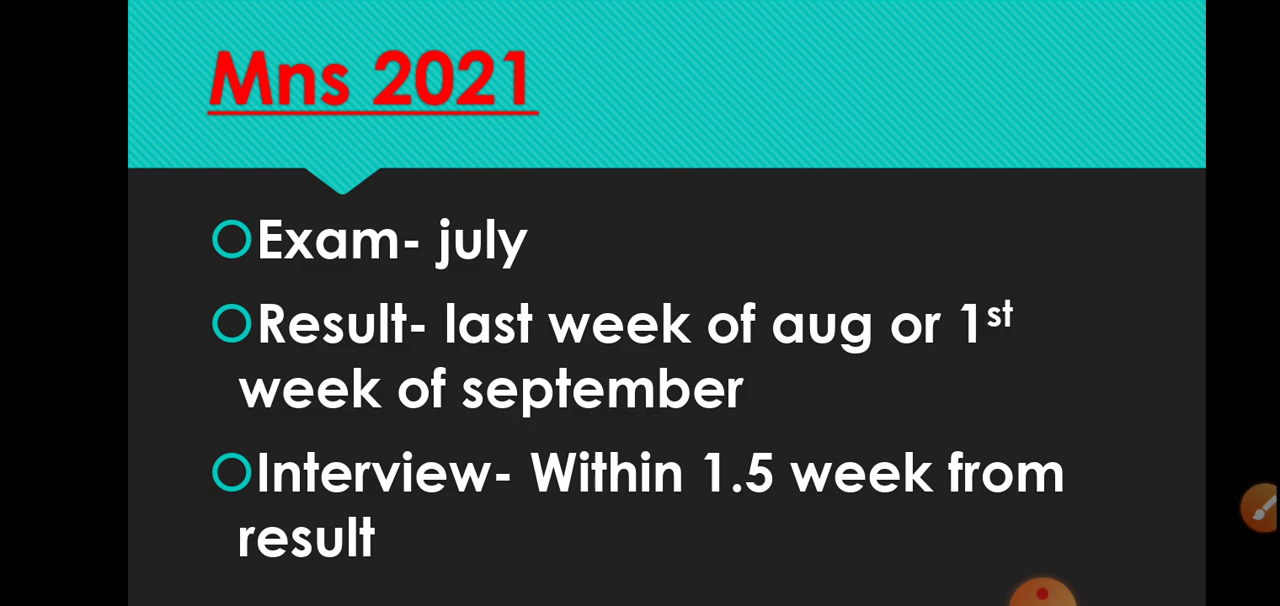 Mns 2021
Exam- july
Result- last week of aug or 1st
week of september
Interview- Within 1.5 week from
result